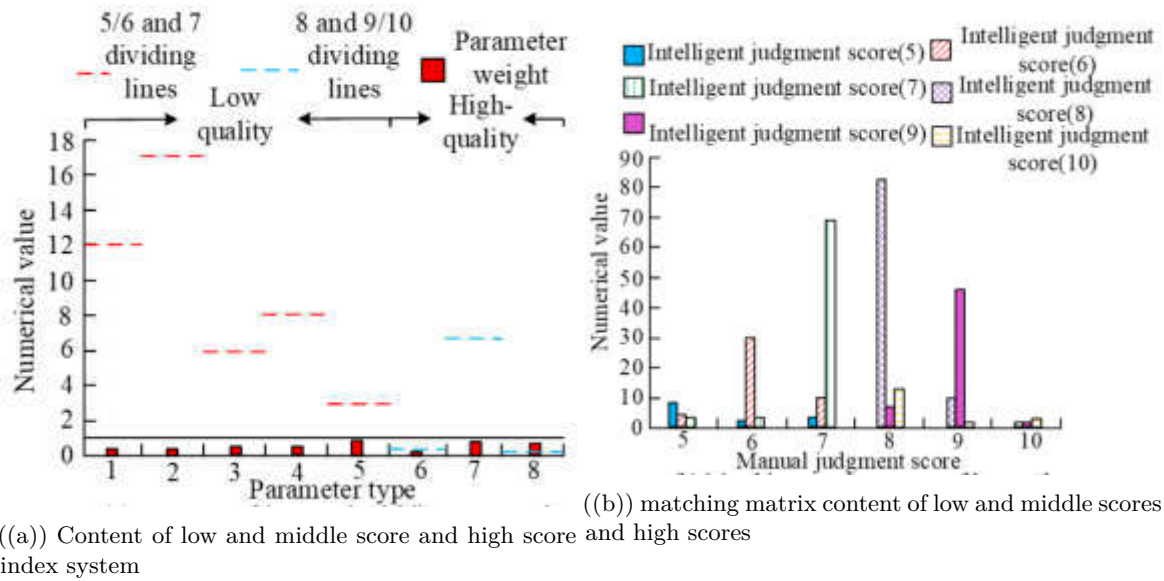 5/6 and 7
dividing
lines
8 and 9/10
dividing
lines
Parameter
weight
Low
quality
High-
quality
18
16
14
12
10
8
6
4
2
0
Numerical value
1 2 3 4 5 6 7 8
Parameter type
((a)) Content of low and middle score and high score
index system
Intelligent judgment score(5)
Intelligent judgment
score(6)
Intelligent judgment score(7)
Intelligent judgment
score(8)
Intelligent judgment score(9)
Intelligent judgment
score(10)
90
80
70
60
50
40
30
20
10
0
Numerical value
5 6 7 8 9 10
Manual judgment score
((b)) matching matrix content of low and middle scores
and high scores